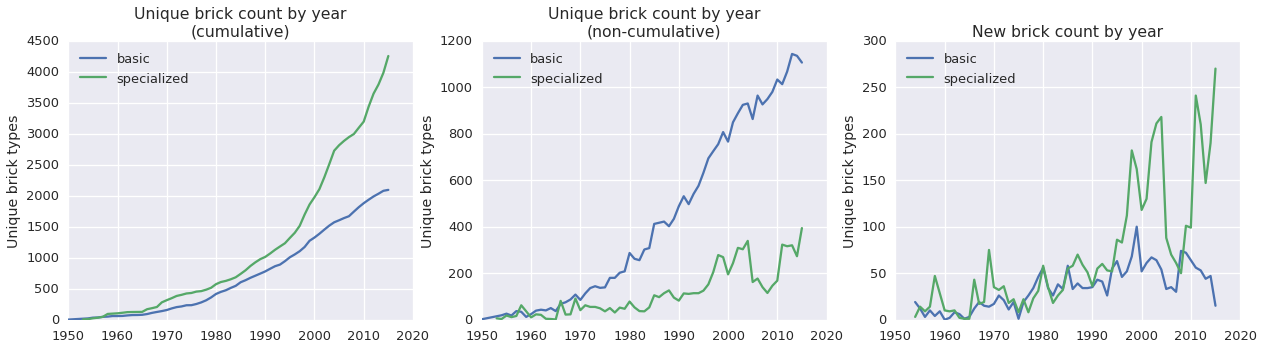 Unique brick count by year
(cumulative)
4500
4000
3500
3000
2500
2000
1500
1000
500
0
Unique brick types
basic
specialized
1950 1960 1970 1980 1990 2000 2010 2020
Unique brick count by year
(non-cumulative)
1200
1000
800
600
400
200
0
Unique brick types
basic
specialized
1950 1960 1970 1980 1990 2000 2010 2020
New brick count by year
300
250
200
150
100
50
0
Unique brick types
basic
specialized
1950 1960 1970 1980 1990 2000 2010 2020